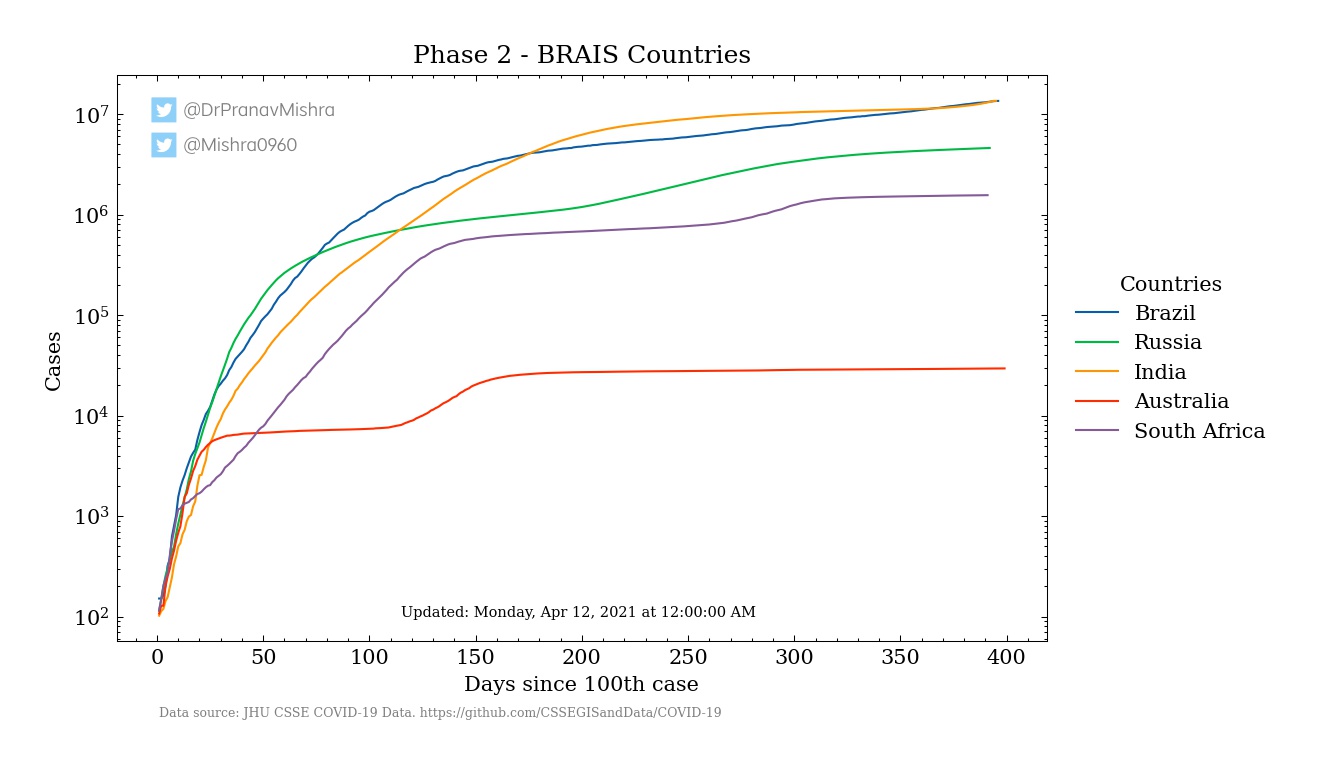 Phase 2 - BRAIS Countries
@DrPranavMishra
@Mishra0960
10⁷
10⁶
10⁵
10⁴
10³
10²
Cases
Updated: Monday, Apr 12, 2021 at 12:00:00 AM
0 50 100 150 200 250 300 350 400
Days since 100th case
Data source: JHU CSSE COVID-19 Data. https://github.com/CSSEGISandData/COVID-19
Countries
Brazil
Russia
India
Australia
South Africa